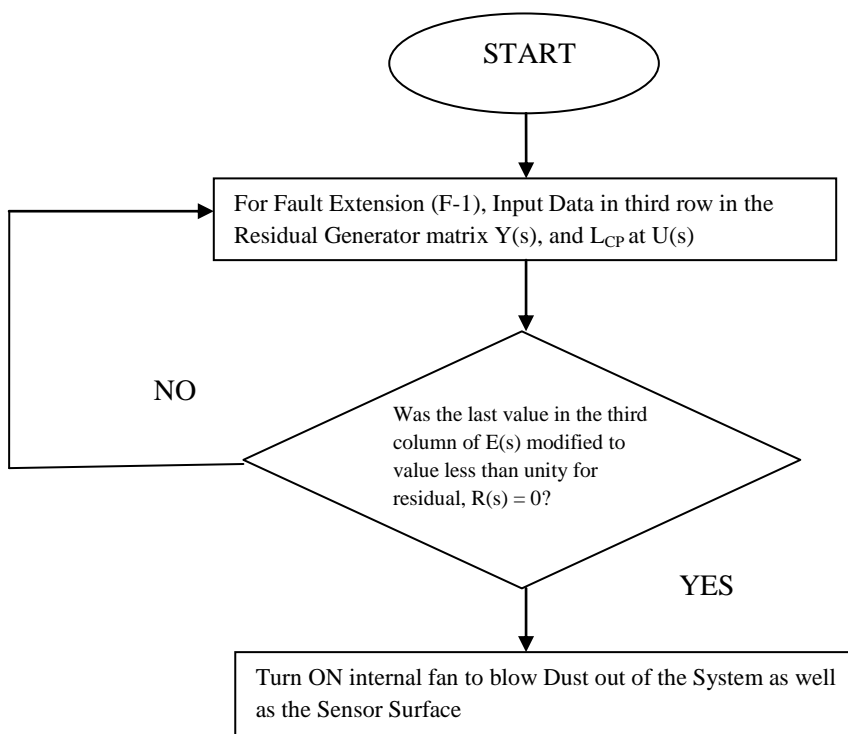 START
For Fault Extension (F-1), Input Data in third row in the
Residual Generator matrix Y(s), and L_CP at U(s)
NO
Was the last value in the third
column of E(s) modified to
value less than unity for
residual, R(s) = 0?
YES
Turn ON internal fan to blow Dust out of the System as well
as the Sensor Surface